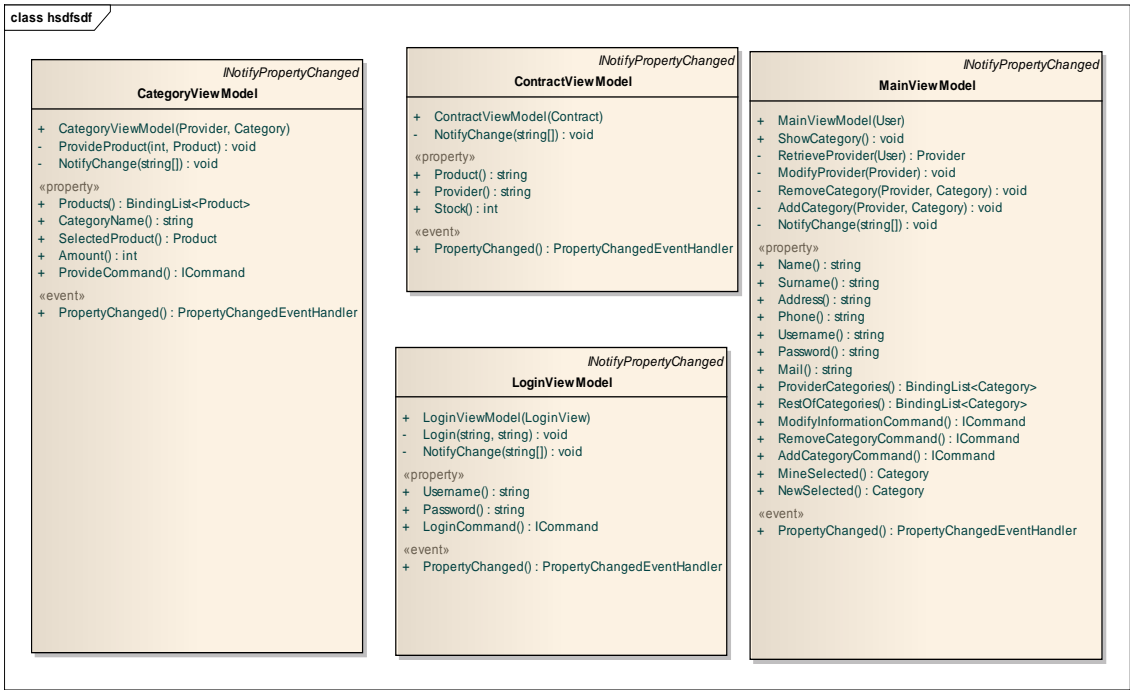 class hsdfsdf
INotifyPropertyChanged
CategoryViewModel
+ CategoryViewModel(Provider, Category)
- ProvideProduct(int, Product) : void
- NotifyChange(string[]) : void
«property»
+ Products() : BindingList<Product>
+ CategoryName() : string
+ SelectedProduct() : Product
+ Amount() : int
+ ProvideCommand() : ICommand
«event»
+ PropertyChanged() : PropertyChangedEventHandler
INotifyPropertyChanged
ContractViewModel
+ ContractViewModel(Contract)
- NotifyChange(string[]) : void
«property»
+ Product() : string
+ Provider() : string
+ Stock() : int
«event»
+ PropertyChanged() : PropertyChangedEventHandler
INotifyPropertyChanged
LoginViewModel
+ LoginViewModel(LoginView)
- Login(string, string) : void
- NotifyChange(string[]) : void
«property»
+ Username() : string
+ Password() : string
+ LoginCommand() : ICommand
«event»
+ PropertyChanged() : PropertyChangedEventHandler
INotifyPropertyChanged
MainViewModel
+ MainViewModel(User)
+ ShowCategory() : void
- RetrieveProvider(User) : Provider
- ModifyProvider(Provider) : void
- RemoveCategory(Provider, Category) : void
- AddCategory(Provider, Category) : void
- NotifyChange(string[]) : void
«property»
+ Name() : string
+ Surname() : string
+ Address() : string
+ Phone() : string
+ Username() : string
+ Password() : string
+ Mail() : string
+ ProviderCategories() : BindingList<Category>
+ RestOfCategories() : BindingList<Category>
+ ModifyInformationCommand() : ICommand
+ RemoveCategoryCommand() : ICommand
+ AddCategoryCommand() : ICommand
+ MineSelected() : Category
+ NewSelected() : Category
«event»
+ PropertyChanged() : PropertyChangedEventHandler